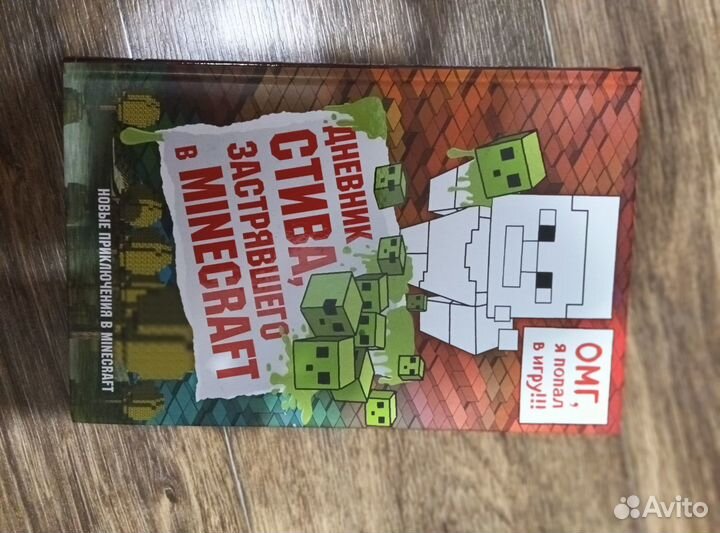 ОМГ,
я попал
в игру!!!
ДНЕВНИК
СТИВА,
ЗАСТРЯВШЕГО
В MINECRAFT
НОВЫЕ ПРИКЛЮЧЕНИЯ В MINECRAFT
Avito